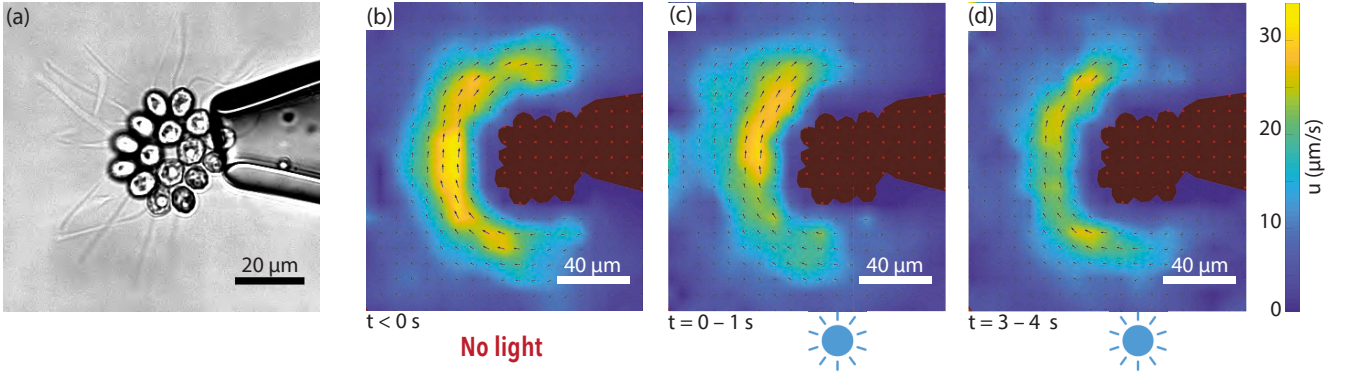 (a)
20 μm
(b)
40 μm
t < 0 s
No light
(c)
40 μm
t = 0 – 1 s
(d)
40 μm
t = 3 – 4 s
30
20
10
0
u (μm/s)